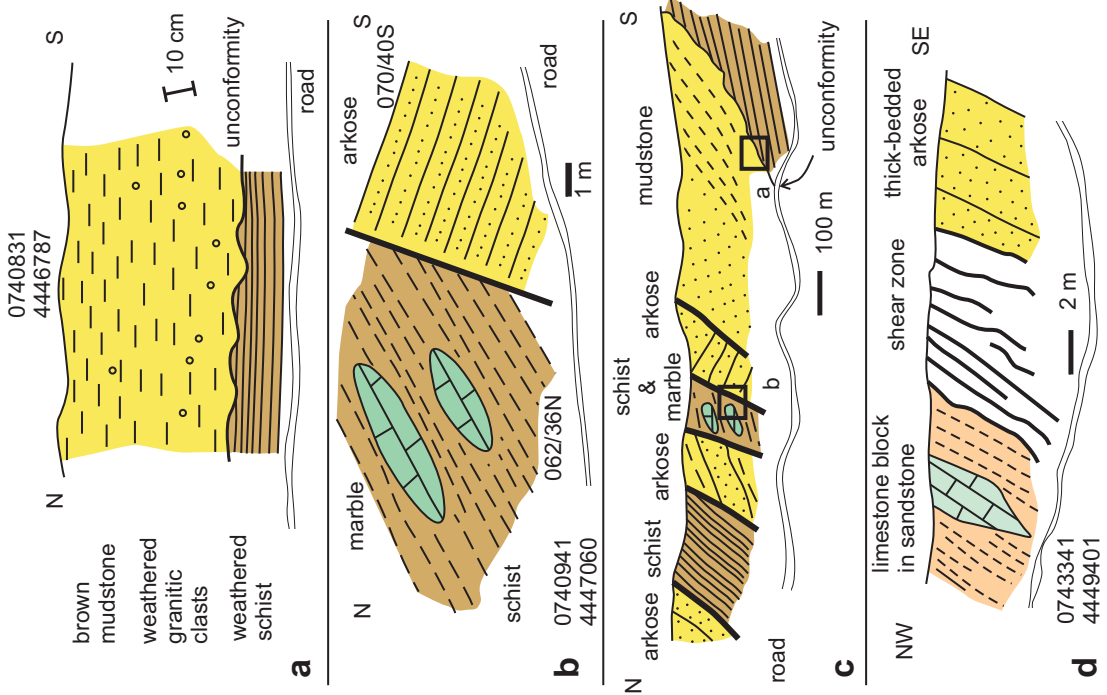 0740831
4446787
N
S
brown
mudstone
weathered
granitic
clasts
weathered
schist
10 cm
unconformity
road
a
N
S
marble
arkose
070/40S
schist
062/36N
0740941
4447060
road
1 m
b
N
S
arkose
schist
arkose
schist
&
marble
arkose
mudstone
a
b
road
100 m
unconformity
c
NW
SE
limestone block
in sandstone
shear zone
thick-bedded
arkose
0743341
4449401
2 m
d